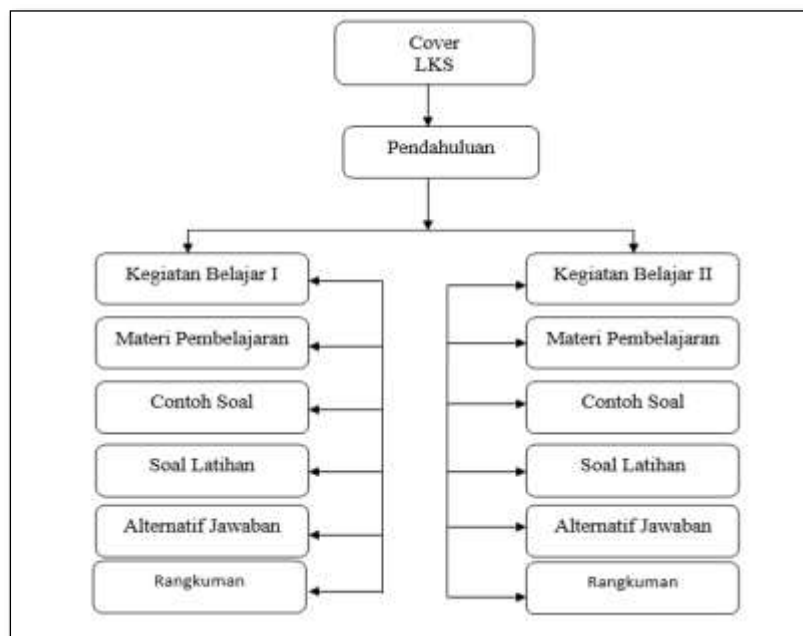 Cover
LKS
Pendahuluan
Kegiatan Belajar I
Materi Pembelajaran
Contoh Soal
Soal Latihan
Alternatif Jawaban
Rangkuman
Kegiatan Belajar II
Materi Pembelajaran
Contoh Soal
Soal Latihan
Alternatif Jawaban
Rangkuman